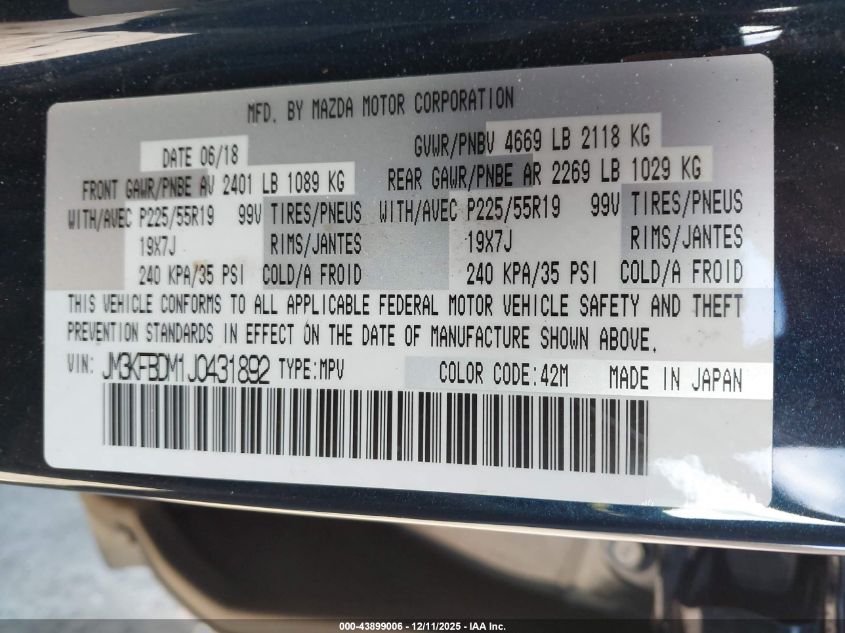 MFD. BY MAZDA MOTOR CORPORATION
DATE 06/18 GVWR/PNBV 4669 LB 2118 KG
FRONT GAWR/PNBE AV 2401 LB 1089 KG REAR GAWR/PNBE AR 2269 LB 1029 KG
WITH/AVEC P225/55R19 99V TIRES/PNEUS WITH/AVEC P225/55R19 99V TIRES/PNEUS
19X7J RIMS/JANTES 19X7J RIMS/JANTES
240 KPA/35 PSI COLD/A FROID 240 KPA/35 PSI COLD/A FROID
THIS VEHICLE CONFORMS TO ALL APPLICABLE FEDERAL MOTOR VEHICLE SAFETY AND THEFT
PREVENTION STANDARDS IN EFFECT ON THE DATE OF MANUFACTURE SHOWN ABOVE.
VIN: JM3KFBDM1J0431892 TYPE:MPV COLOR CODE:42M MADE IN JAPAN
000-43899006 - 12/11/2025 - IAA Inc.